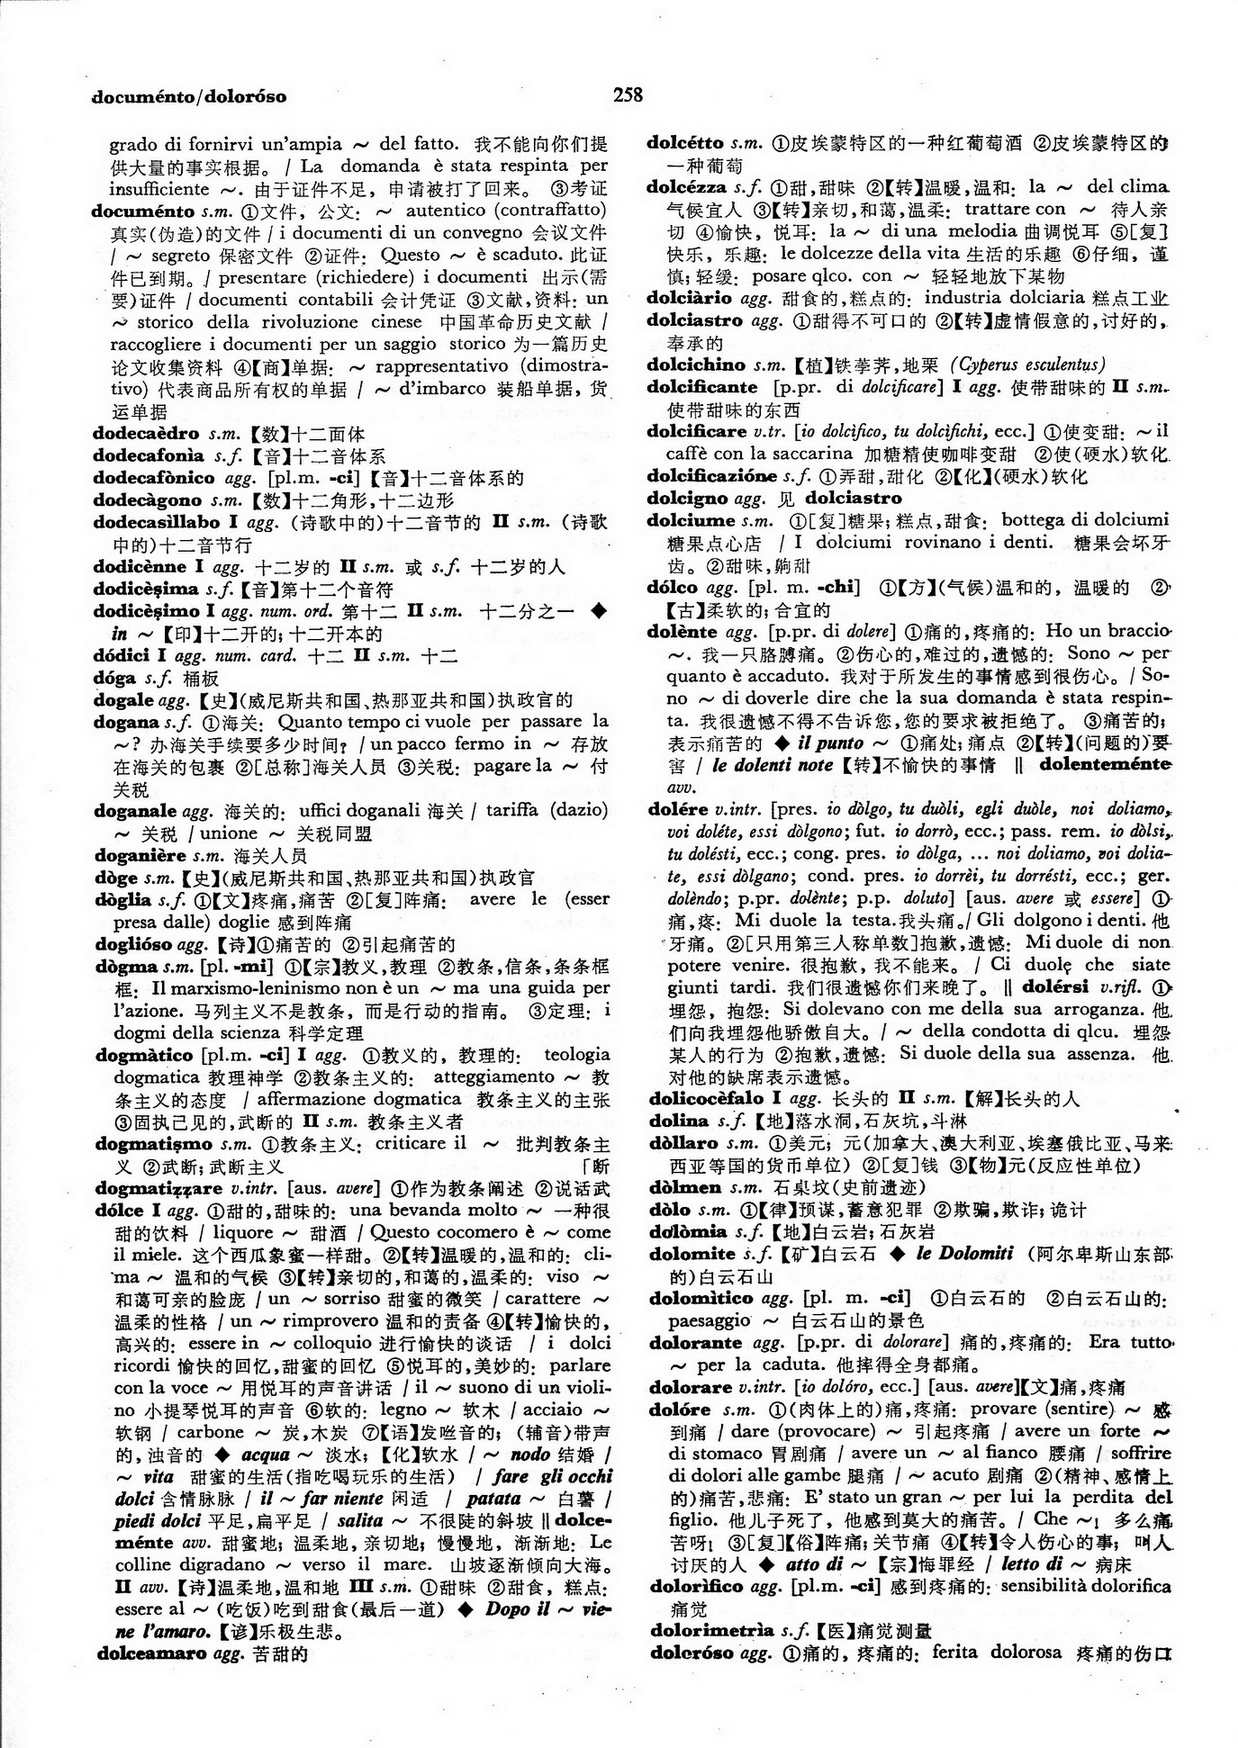 documénto/doloróso
258
grado di fornirvi un'ampia ～ del fatto. 我不能向你们提
供大量的事实根据。 / La domanda è stata respinta per
insufficiente ～. 由于证件不足，申请被打了回来。 ③考证
documénto s.m. ①文件，公文： ～ autentico (contraffatto)
真实(伪造)的文件 / i documenti di un convegno 会议文件
/ ～ segreto 保密文件 ②证件： Questo ～ è scaduto. 此证
件已到期。 / presentare (richiedere) i documenti 出示(需
要)证件 / documenti contabili 会计凭证 ③文献,资料： un
～ storico della rivoluzione cinese 中国革命历史文献 /
raccogliere i documenti per un saggio storico 为一篇历史
论文收集资料 ④【商】单据： ～ rappresentativo (dimostra-
tivo) 代表商品所有权的单据 / ～ d'imbarco 装船单据，货
运单据
dodecaèdro s.m. 【数】十二面体
dodecafonìa s.f. 【音】十二音体系
dodecafònico agg. [pl.m. -ci] 【音】十二音体系的
dodecàgono s.m. 【数】十二角形,十二边形
dodecasìllabo I agg. (诗歌中的)十二音节的 II s.m. (诗歌
中的)十二音节行
dodicènne I agg. 十二岁的 II s.m. 或 s.f. 十二岁的人
dodicèṣima s.f. 【音】第十二个音符
dodicèṣimo I agg. num. ord. 第十二 II s.m. 十二分之一 ◆
in ～ 【印】十二开的; 十二开本的
dódici I agg. num. card. 十二 II s.m. 十二
dóga s.f. 桶板
dogale agg. 【史】(威尼斯共和国、热那亚共和国)执政官的
dogana s.f. ①海关： Quanto tempo ci vuole per passare la
～? 办海关手续要多少时间? / un pacco fermo in ～ 存放
在海关的包裹 ②[总称]海关人员 ③关税： pagare la ～ 付
关税
doganale agg. 海关的： uffici doganali 海关 / tariffa (dazio)
～ 关税 / unione ～ 关税同盟
doganière s.m. 海关人员
dòge s.m. 【史】(威尼斯共和国、热那亚共和国)执政官
dòglia s.f. ①【文】疼痛,痛苦 ②[复]阵痛： avere le (esser
presa dalle) doglie 感到阵痛
doglióso agg. 【诗】①痛苦的 ②引起痛苦的
dògma s.m. [pl. -mi] ①【宗】教义,教理 ②教条,信条,条条框
框： Il marxismo-leninismo non è un ～ ma una guida per
l'azione. 马列主义不是教条，而是行动的指南。 ③定理： i
dogmi della scienza 科学定理
dogmàtico [pl.m. -ci] I agg. ①教义的，教理的： teologia
dogmatica 教理神学 ②教条主义的： atteggiamento ～ 教
条主义的态度 / affermazione dogmatica 教条主义的主张
③固执己见的,武断的 II s.m. 教条主义者
dogmatiṣmo s.m. ①教条主义： criticare il ～ 批判教条主
义 ②武断; 武断主义 「断
dogmatiẓẓare v.intr. [aus. avere] ①作为教条阐述 ②说话武
dólce I agg. ①甜的,甜味的： una bevanda molto ～ 一种很
甜的饮料 / liquore ～ 甜酒 / Questo cocomero è ～ come
il miele. 这个西瓜象蜜一样甜。②【转】温暖的,温和的： cli-
ma ～ 温和的气候 ③【转】亲切的,和蔼的,温柔的： viso ～
和蔼可亲的脸庞 / un ～ sorriso 甜蜜的微笑 / carattere ～
温柔的性格 / un ～ rimprovero 温和的责备 ④【转】愉快的,
高兴的： essere in ～ colloquio 进行愉快的谈话 / i dolci
ricordi 愉快的回忆,甜蜜的回忆 ⑤悦耳的,美妙的： parlare
con la voce ～ 用悦耳的声音讲话 / il ～ suono di un violi-
no 小提琴悦耳的声音 ⑥软的： legno ～ 软木 / acciaio ～
软钢 / carbone ～ 炭,木炭 ⑦【语】发咝音的; (辅音)带声
的,浊音的 ◆ acqua ～ 淡水; 【化】软水 / ～ nodo 结婚 /
～ vita 甜蜜的生活(指吃喝玩乐的生活) / fare gli occhi
dolci 含情脉脉 / il ～ far niente 闲适 / patata ～ 白薯 /
piedi dolci 平足,扁平足 / salita ～ 不很陡的斜坡 ‖ dolce-
ménte avv. 甜蜜地; 温柔地，亲切地; 慢慢地，渐渐地： Le
colline digradano ～ verso il mare. 山坡逐渐倾向大海。
II avv. 【诗】温柔地,温和地 III s.m. ①甜味 ②甜食，糕点：
essere al ～ (吃饭)吃到甜食(最后一道) ◆ Dopo il ～ vie-
ne l'amaro. 【谚】乐极生悲。
dolceamaro agg. 苦甜的
dolcétto s.m. ①皮埃蒙特区的一种红葡萄酒 ②皮埃蒙特区的
一种葡萄
dolcézza s.f. ①甜,甜味 ②【转】温暖,温和： la ～ del clima
气候宜人 ③【转】亲切,和蔼,温柔： trattare con ～ 待人亲
切 ④愉快，悦耳： la ～ di una melodia 曲调悦耳 ⑤[复]
快乐，乐趣： le dolcezze della vita 生活的乐趣 ⑥仔细，谨
慎; 轻缓： posare qlco. con ～ 轻轻地放下某物
dolciàrio agg. 甜食的,糕点的： industria dolciaria 糕点工业
dolciastro agg. ①甜得不可口的 ②【转】虚情假意的,讨好的,
奉承的
dolcichino s.m. 【植】铁荸荠,地栗 (Cyperus esculentus)
dolcificante [p.pr. di dolcificare] I agg. 使带甜味的 II s.m.
使带甜味的东西
dolcificare v.tr. [io dolcìfico, tu dolcìfichi, ecc.] ①使变甜： ～ il
caffè con la saccarina 加糖精使咖啡变甜 ②使(硬水)软化
dolcificazióne s.f. ①弄甜,甜化 ②【化】(硬水)软化
dolcigno agg. 见 dolciastro
dolciume s.m. ①[复]糖果; 糕点,甜食： bottega di dolciumi
糖果点心店 / I dolciumi rovinano i denti. 糖果会坏牙
齿。②甜味,齁甜
dólco agg. [pl. m. -chi] ①【方】(气候)温和的，温暖的 ②
【古】柔软的; 合宜的
dolènte agg. [p.pr. di dolere] ①痛的,疼痛的： Ho un braccio
～. 我一只胳膊痛。②伤心的,难过的,遗憾的： Sono ～ per
quanto è accaduto. 我对于所发生的事情感到很伤心。/ So-
no ～ di doverle dire che la sua domanda è stata respin-
ta. 我很遗憾不得不告诉您,您的要求被拒绝了。 ③痛苦的;
表示痛苦的 ◆ il punto ～ ①痛处; 痛点 ②【转】(问题的)要
害 / le dolenti note 【转】不愉快的事情 ‖ dolenteménte
avv.
dolére v.intr. [pres. io dòlgo, tu duòli, egli duòle, noi doliamo,
voi doléte, essi dòlgono; fut. io dorrò, ecc.; pass. rem. io dòlsi,
tu dolésti, ecc.; cong. pres. io dòlga, ... noi doliamo, voi dolia-
te, essi dòlgano; cond. pres. io dorrèi, tu dorrésti, ecc.; ger.
dolèndo; p.pr. dolènte; p.p. doluto] [aus. avere 或 essere] ①
痛,疼： Mi duole la testa.我头痛。/ Gli dolgono i denti. 他
牙痛。②[只用第三人称单数]抱歉,遗憾： Mi duole di non
potere venire. 很抱歉，我不能来。 / Ci duole che siate
giunti tardi. 我们很遗憾你们来晚了。‖ dolérsi v.rifl. ①
埋怨，抱怨： Si dolevano con me della sua arroganza. 他
们向我埋怨他骄傲自大。/ ～ della condotta di qlcu. 埋怨
某人的行为 ②抱歉,遗憾： Si duole della sua assenza. 他
对他的缺席表示遗憾。
dolicocèfalo I agg. 长头的 II s.m. 【解】长头的人
dolina s.f. 【地】落水洞,石灰坑,斗淋
dòllaro s.m. ①美元; 元(加拿大、澳大利亚、埃塞俄比亚、马来
西亚等国的货币单位) ②[复]钱 ③【物】元(反应性单位)
dòlmen s.m. 石桌坟(史前遗迹)
dòlo s.m. ①【律】预谋,蓄意犯罪 ②欺骗,欺诈; 诡计
dolòmia s.f. 【地】白云岩; 石灰岩
dolomite s.f. 【矿】白云石 ◆ le Dolomiti (阿尔卑斯山东部
的)白云石山
dolomìtico agg. [pl. m. -ci] ①白云石的 ②白云石山的：
paesaggio ～ 白云石山的景色
dolorante agg. [p.pr. di dolorare] 痛的,疼痛的： Era tutto
～ per la caduta. 他摔得全身都痛。
dolorare v.intr. [io dolóro, ecc.] [aus. avere]【文】痛,疼痛
dolóre s.m. ①(肉体上的)痛,疼痛： provare (sentire) ～ 感
到痛 / dare (provocare) ～ 引起疼痛 / avere un forte ～
di stomaco 胃剧痛 / avere un ～ al fianco 腰痛 / soffrire
di dolori alle gambe 腿痛 / ～ acuto 剧痛 ②(精神、感情上
的)痛苦,悲痛： E' stato un gran ～ per lui la perdita del
figlio. 他儿子死了，他感到莫大的痛苦。/ Che ～! 多么痛
苦呀! ③[复]【俗】阵痛; 关节痛 ④【转】令人伤心的事; 叫人
讨厌的人 ◆ atto di ～ 【宗】悔罪经 / letto di ～ 病床
dolorìfico agg. [pl.m. -ci] 感到疼痛的： sensibilità dolorifica
痛觉
dolorimetrìa s.f. 【医】痛觉测量
doloróso agg. ①痛的，疼痛的： ferita dolorosa 疼痛的伤口